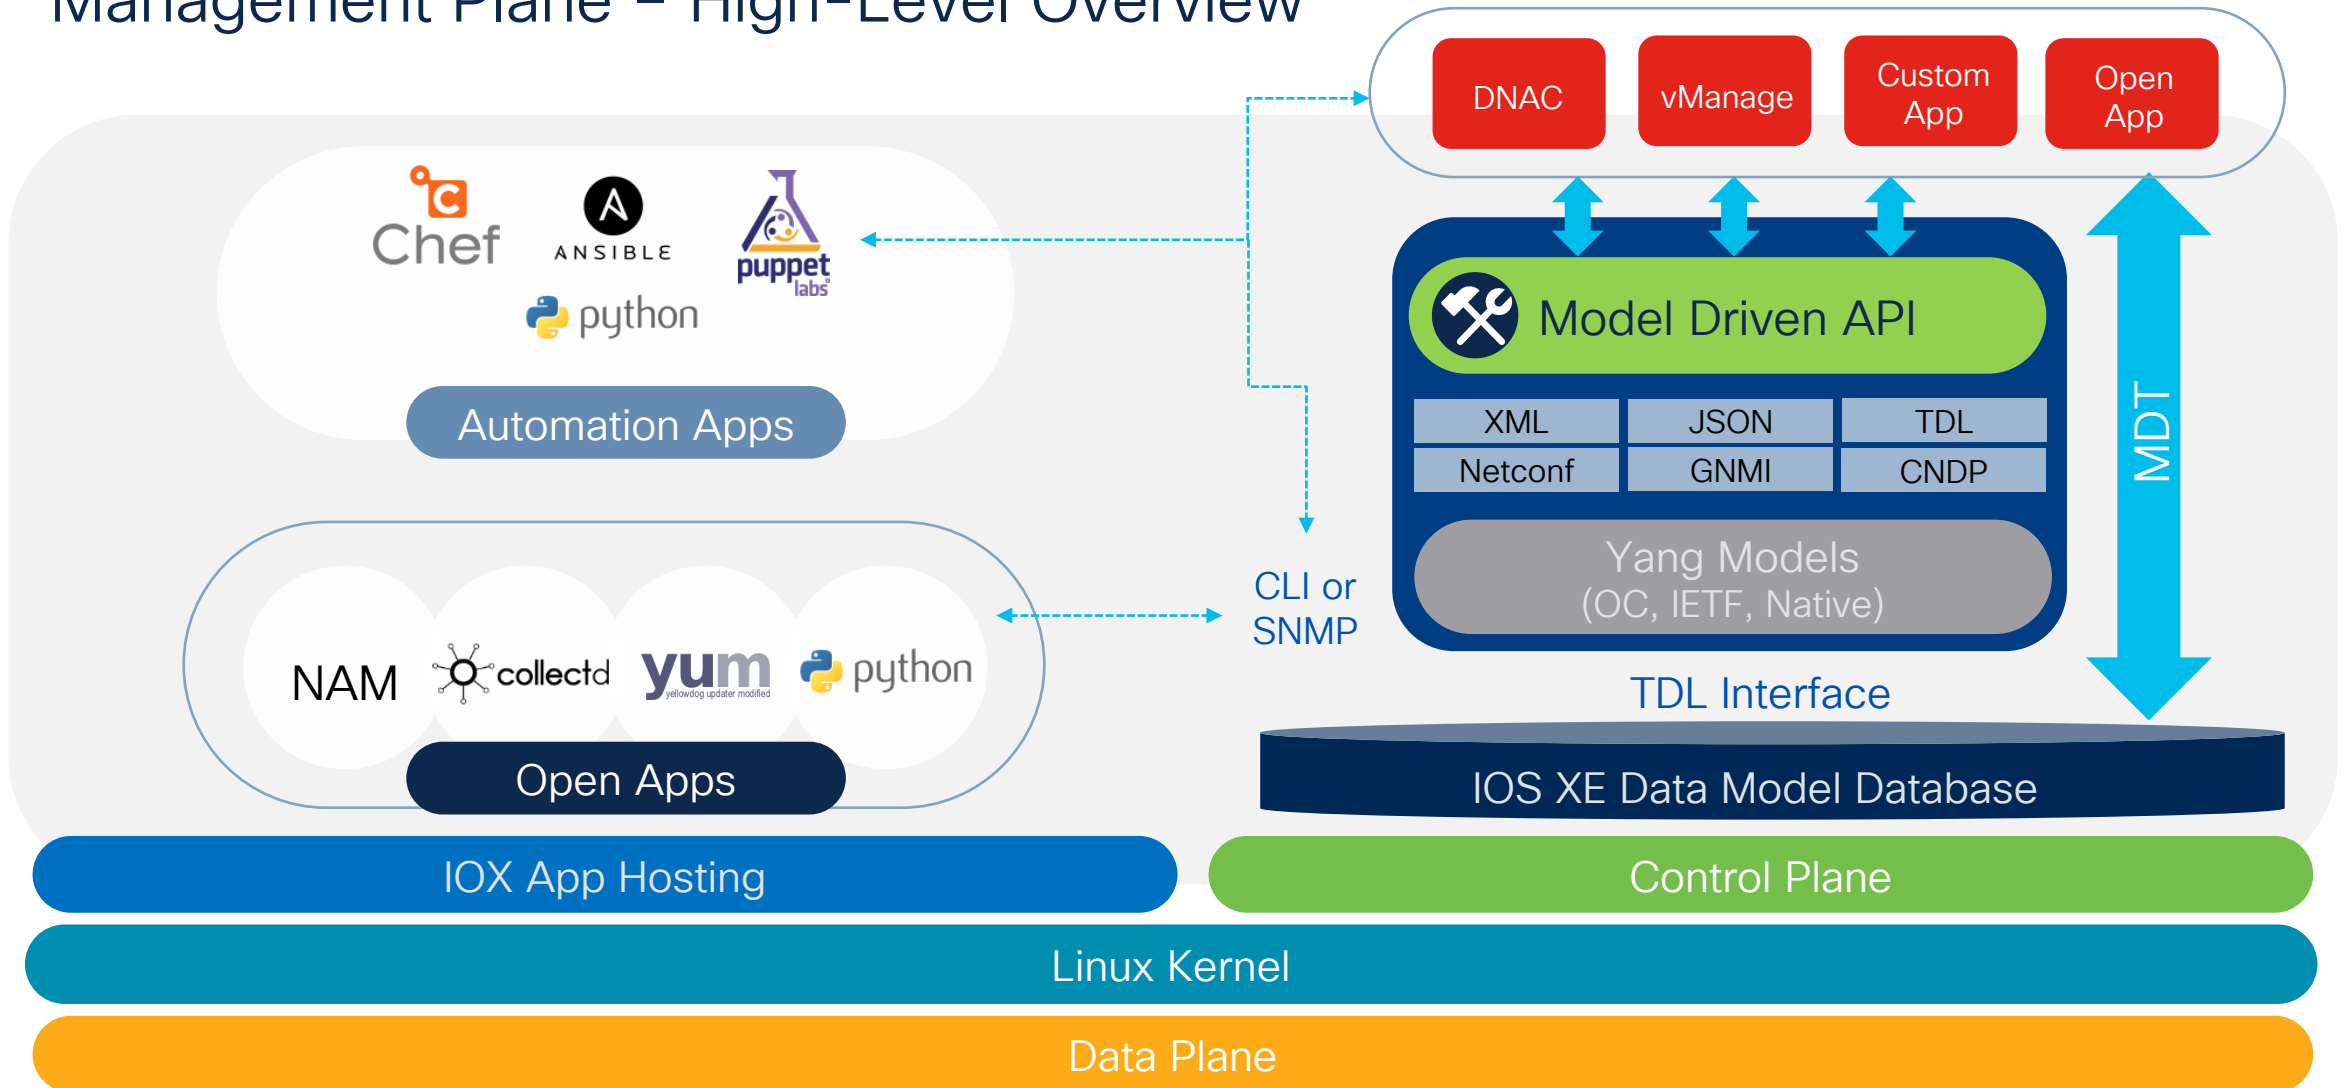 Management Plane – High-Level Overview
DNAC
vManage
Custom
App
Open
App
Chef
ANSIBLE
puppet
labs
python
Automation Apps
Model Driven API
XML
JSON
TDL
Netconf
GNMI
CNDP
MDT
Yang Models
(OC, IETF, Native)
CLI or
SNMP
NAM
collectd
yum
yellowdog updater modified
python
Open Apps
TDL Interface
IOS XE Data Model Database
IOX App Hosting
Control Plane
Linux Kernel
Data Plane